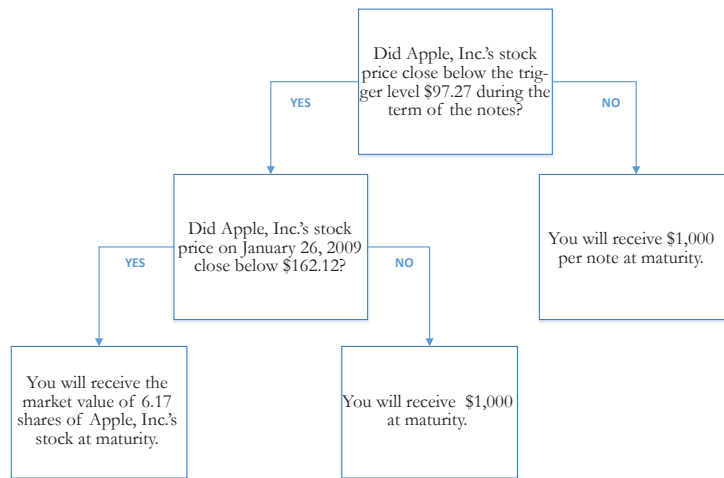 Did Apple, Inc.'s stock
price close below the trig-
ger level $97.27 during the
term of the notes?
YES
NO
Did Apple, Inc.'s stock
price on January 26, 2009
close below $162.12?
You will receive $1,000
per note at maturity.
YES
NO
You will receive the
market value of 6.17
shares of Apple, Inc.'s
stock at maturity.
You will receive $1,000
at maturity.